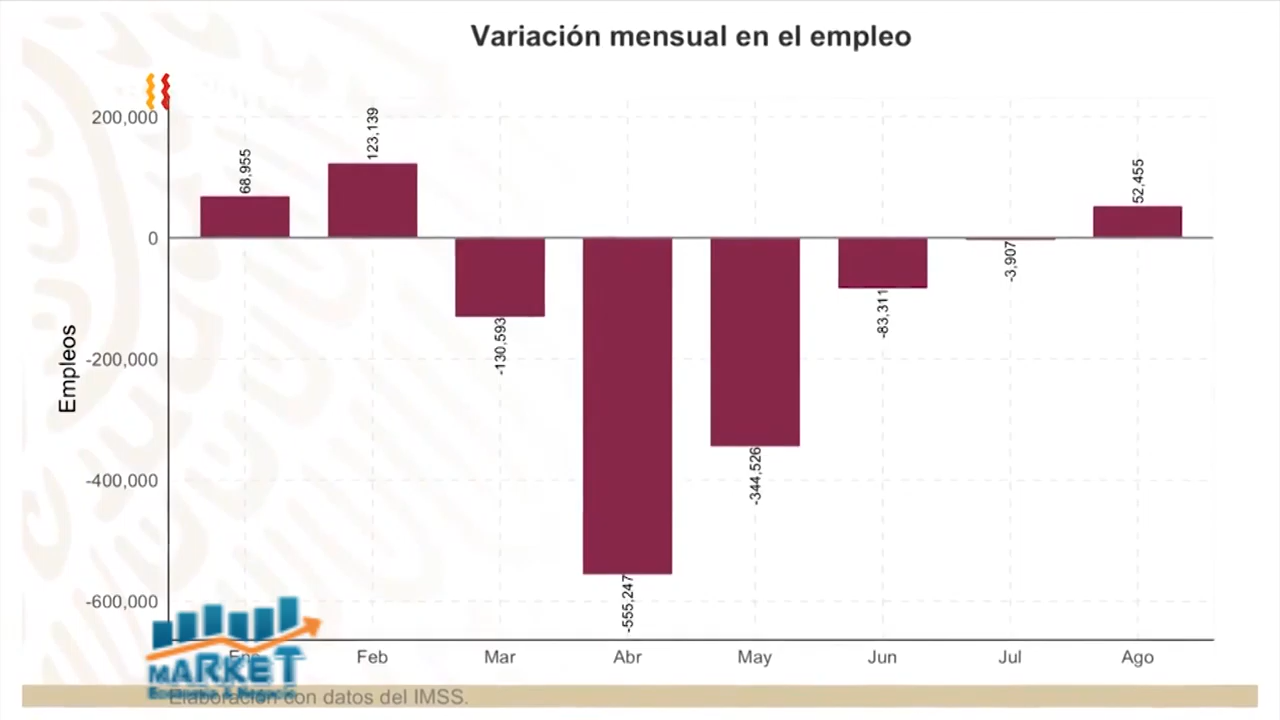 Variación mensual en el empleo
Empleos
200,000
0
-200,000
-400,000
-600,000
68,955
123,139
-130,593
-555,247
-344,526
-83,311
-3,907
52,455
Ene Feb Mar Abr May Jun Jul Ago
MARKET
Elaboración con datos del IMSS.